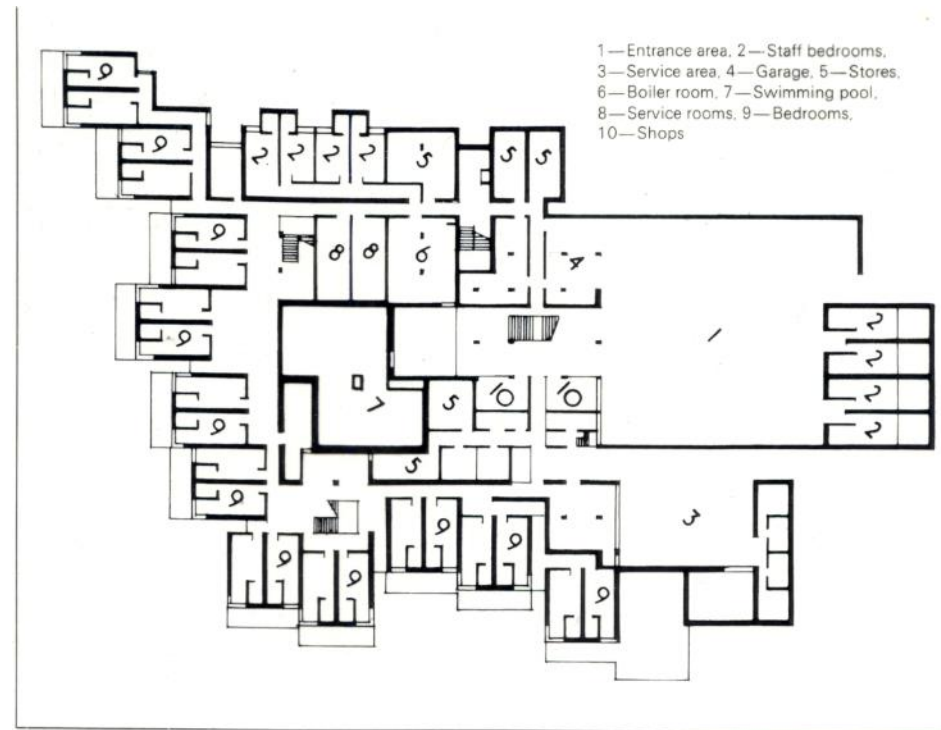 1—Entrance area, 2—Staff bedrooms,
3—Service area, 4—Garage, 5—Stores,
6—Boiler room, 7—Swimming pool,
8—Service rooms, 9—Bedrooms,
10—Shops
9
9 2 2 2 2 5 5 5
9 8 8 6 4
9 1 2
2
7 5 10 10 2
9 2
5
9 9 3
9 9 9
9